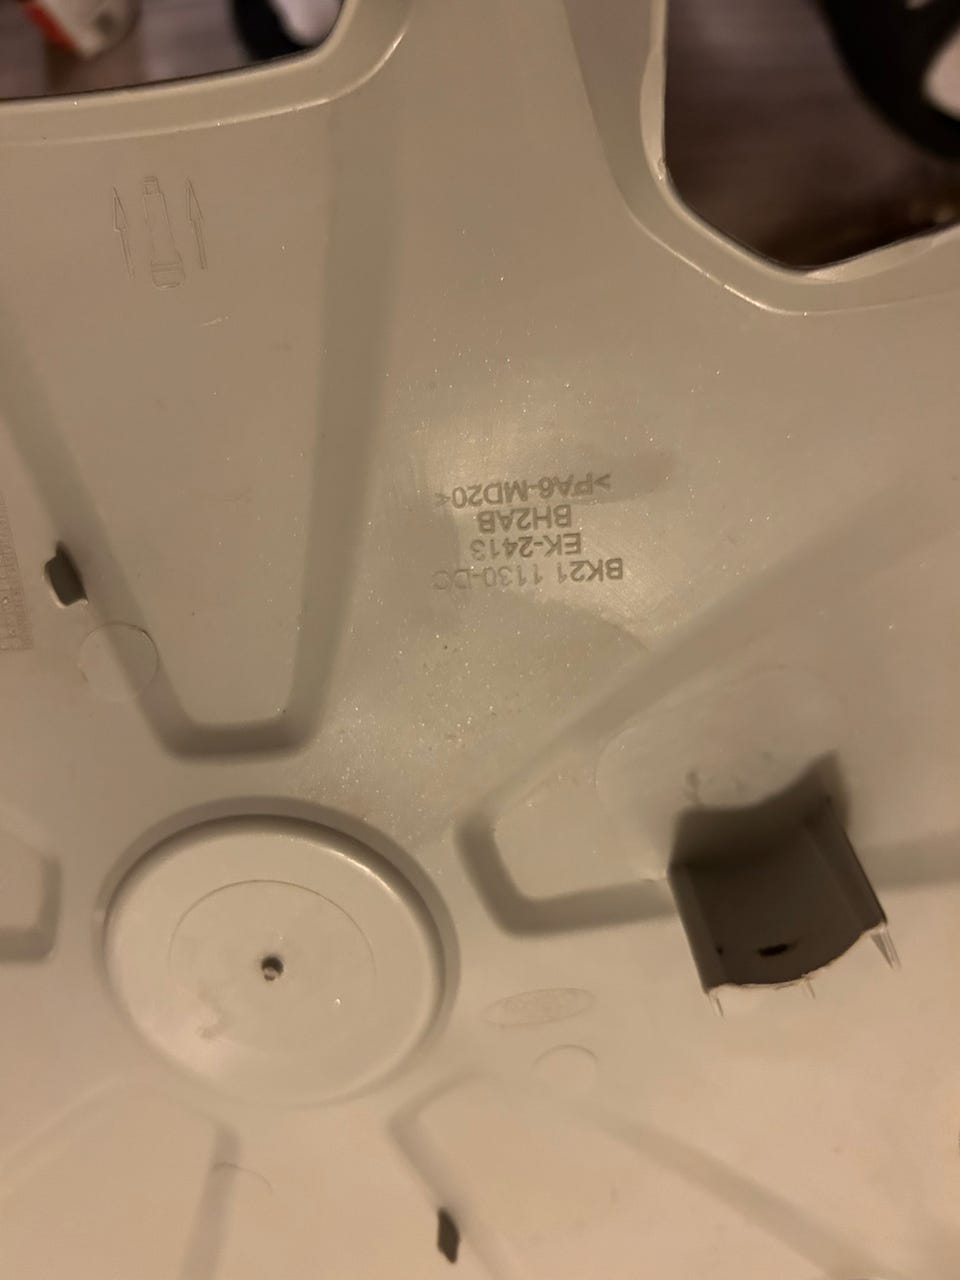 BK21 1130-DC
EK-2413
BH2AB
>PA6-MD20<